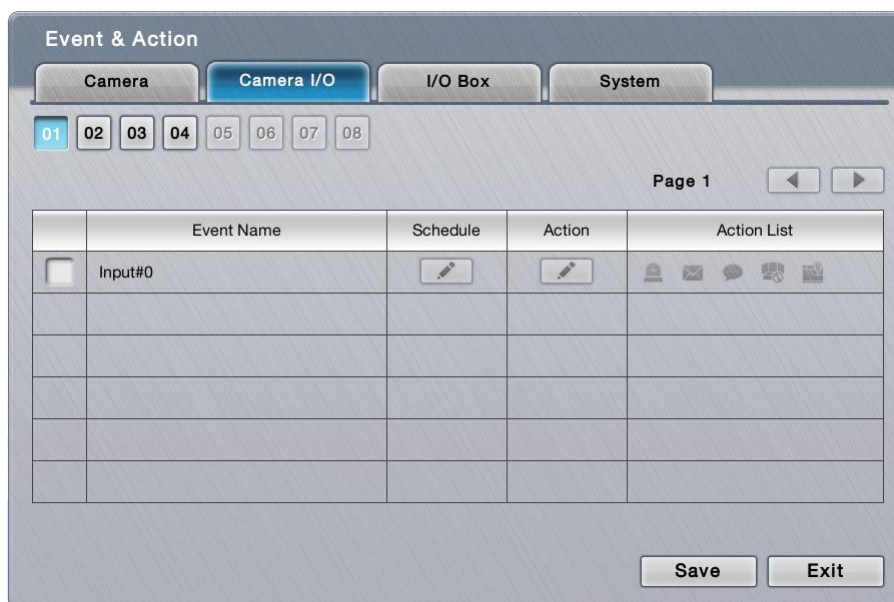 Event & Action
Camera Camera I/O I/O Box System
01 02 03 04 05 06 07 08
Page 1
Event Name Schedule Action Action List
Input#0
Save Exit